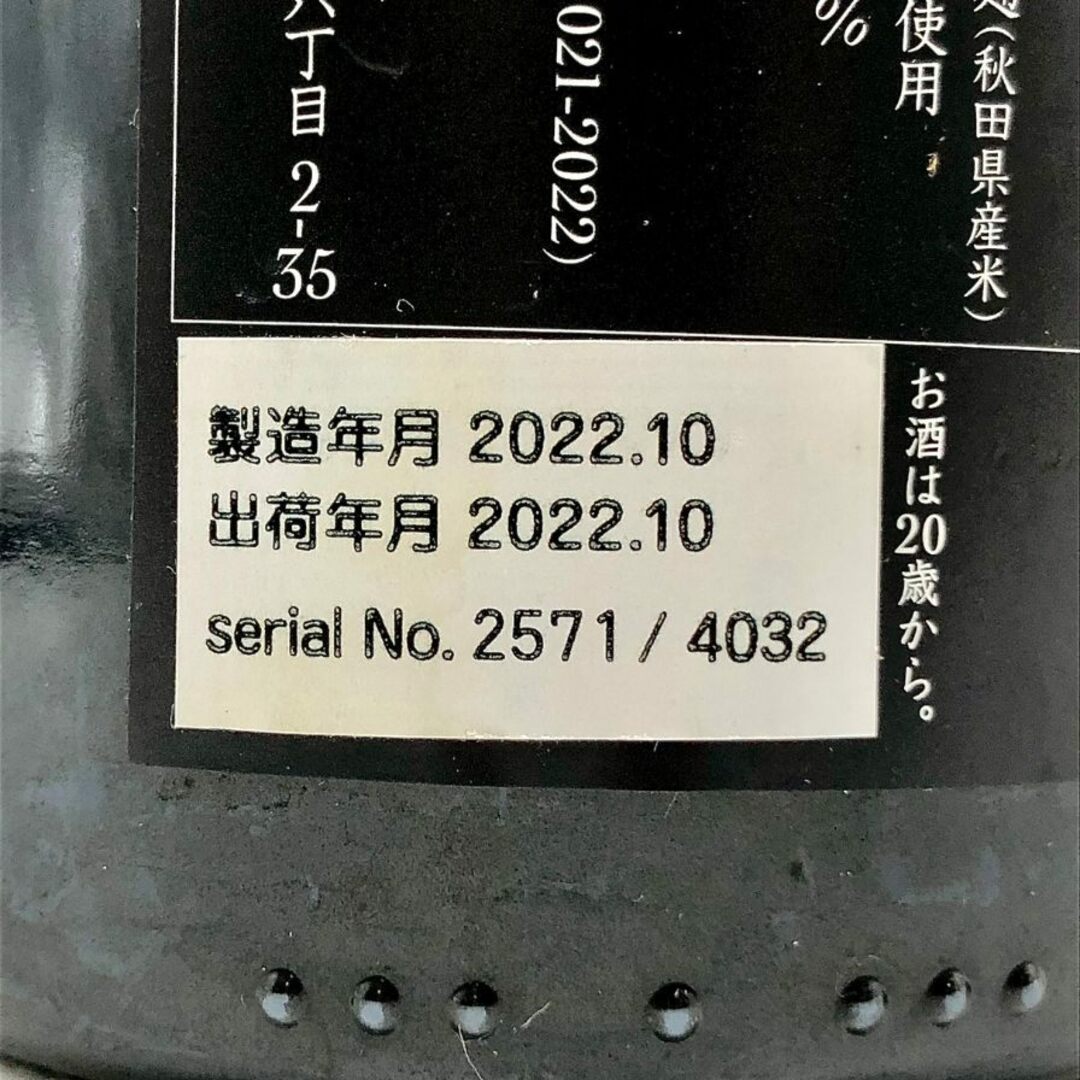 (秋田県産米)
使用
%
021-2022)
六丁目 2-35
製造年月 2022.10
出荷年月 2022.10
serial No. 2571 / 4032
お酒は20歳から。